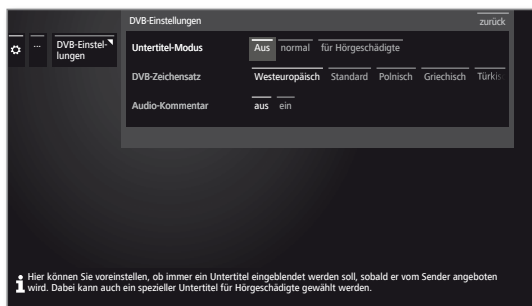 DVB-Einstellungen zurück
... DVB-Einstel-
lungen
Untertitel-Modus Aus normal für Hörgeschädigte
DVB-Zeichensatz Westeuropäisch Standard Polnisch Griechisch Türkis
Audio-Kommentar aus ein
Hier können Sie voreinstellen, ob immer ein Untertitel eingeblendet werden soll, sobald er vom Sender angeboten
wird. Dabei kann auch ein spezieller Untertitel für Hörgeschädigte gewählt werden.